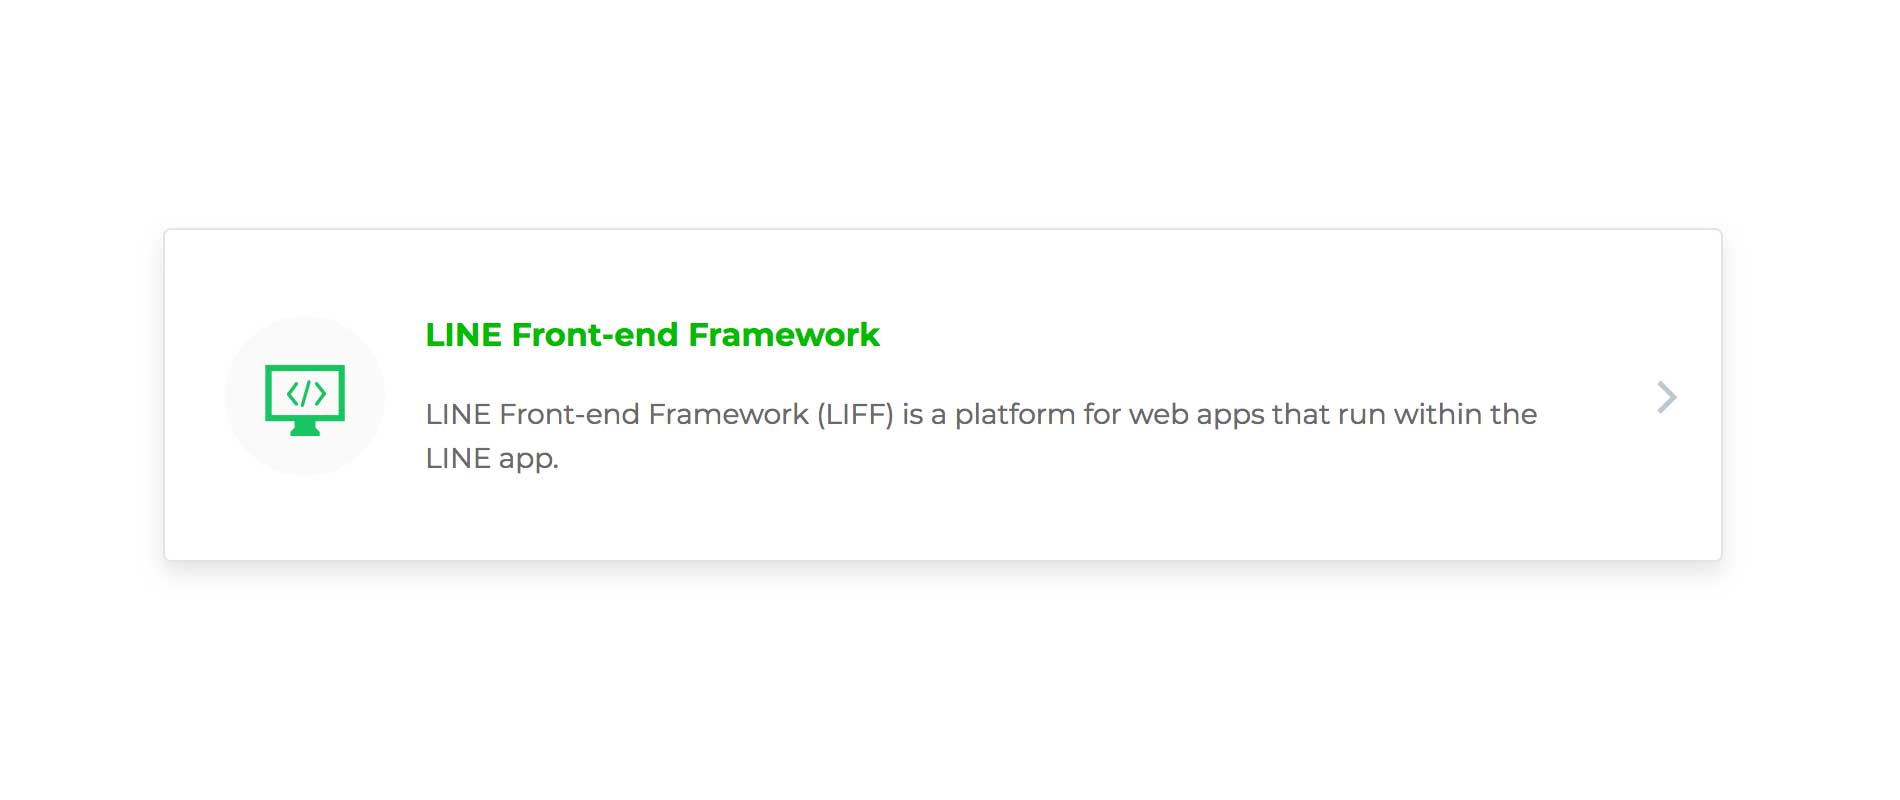 LINE Front-end Framework
LINE Front-end Framework (LIFF) is a platform for web apps that run within the
LINE app.